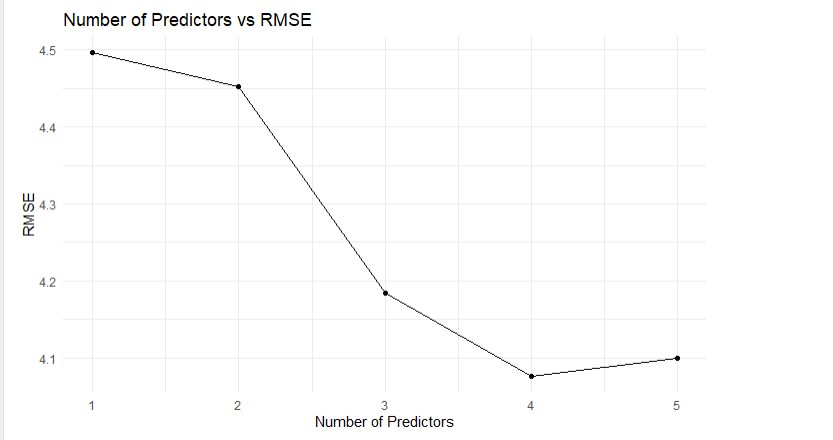 Number of Predictors vs RMSE
4.5
4.4
4.3
4.2
4.1
RMSE
1 2 3 4 5
Number of Predictors